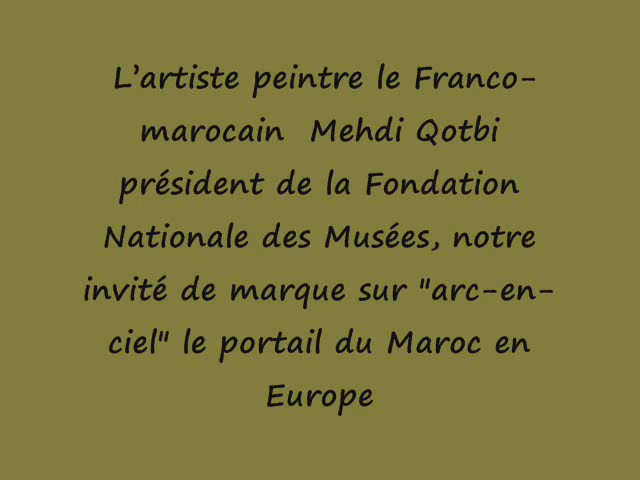 L’artiste peintre le Franco-
marocain  Mehdi Qotbi
président de la Fondation
Nationale des Musées, notre
invité de marque sur "arc-en-
ciel" le portail du Maroc en
Europe